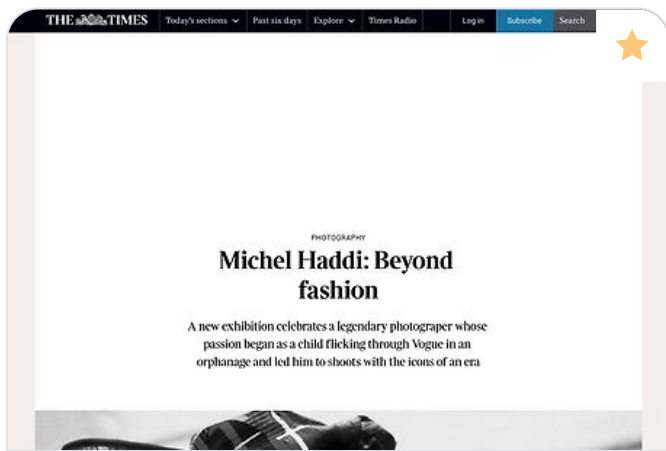 THE TIMES Today's sections Past six days Explore Times Radio Log in Subscribe Search
PHOTOGRAPHY
Michel Haddi: Beyond
fashion
A new exhibition celebrates a legendary photograper whose
passion began as a child flicking through Vogue in an
orphanage and led him to shoots with the icons of an era